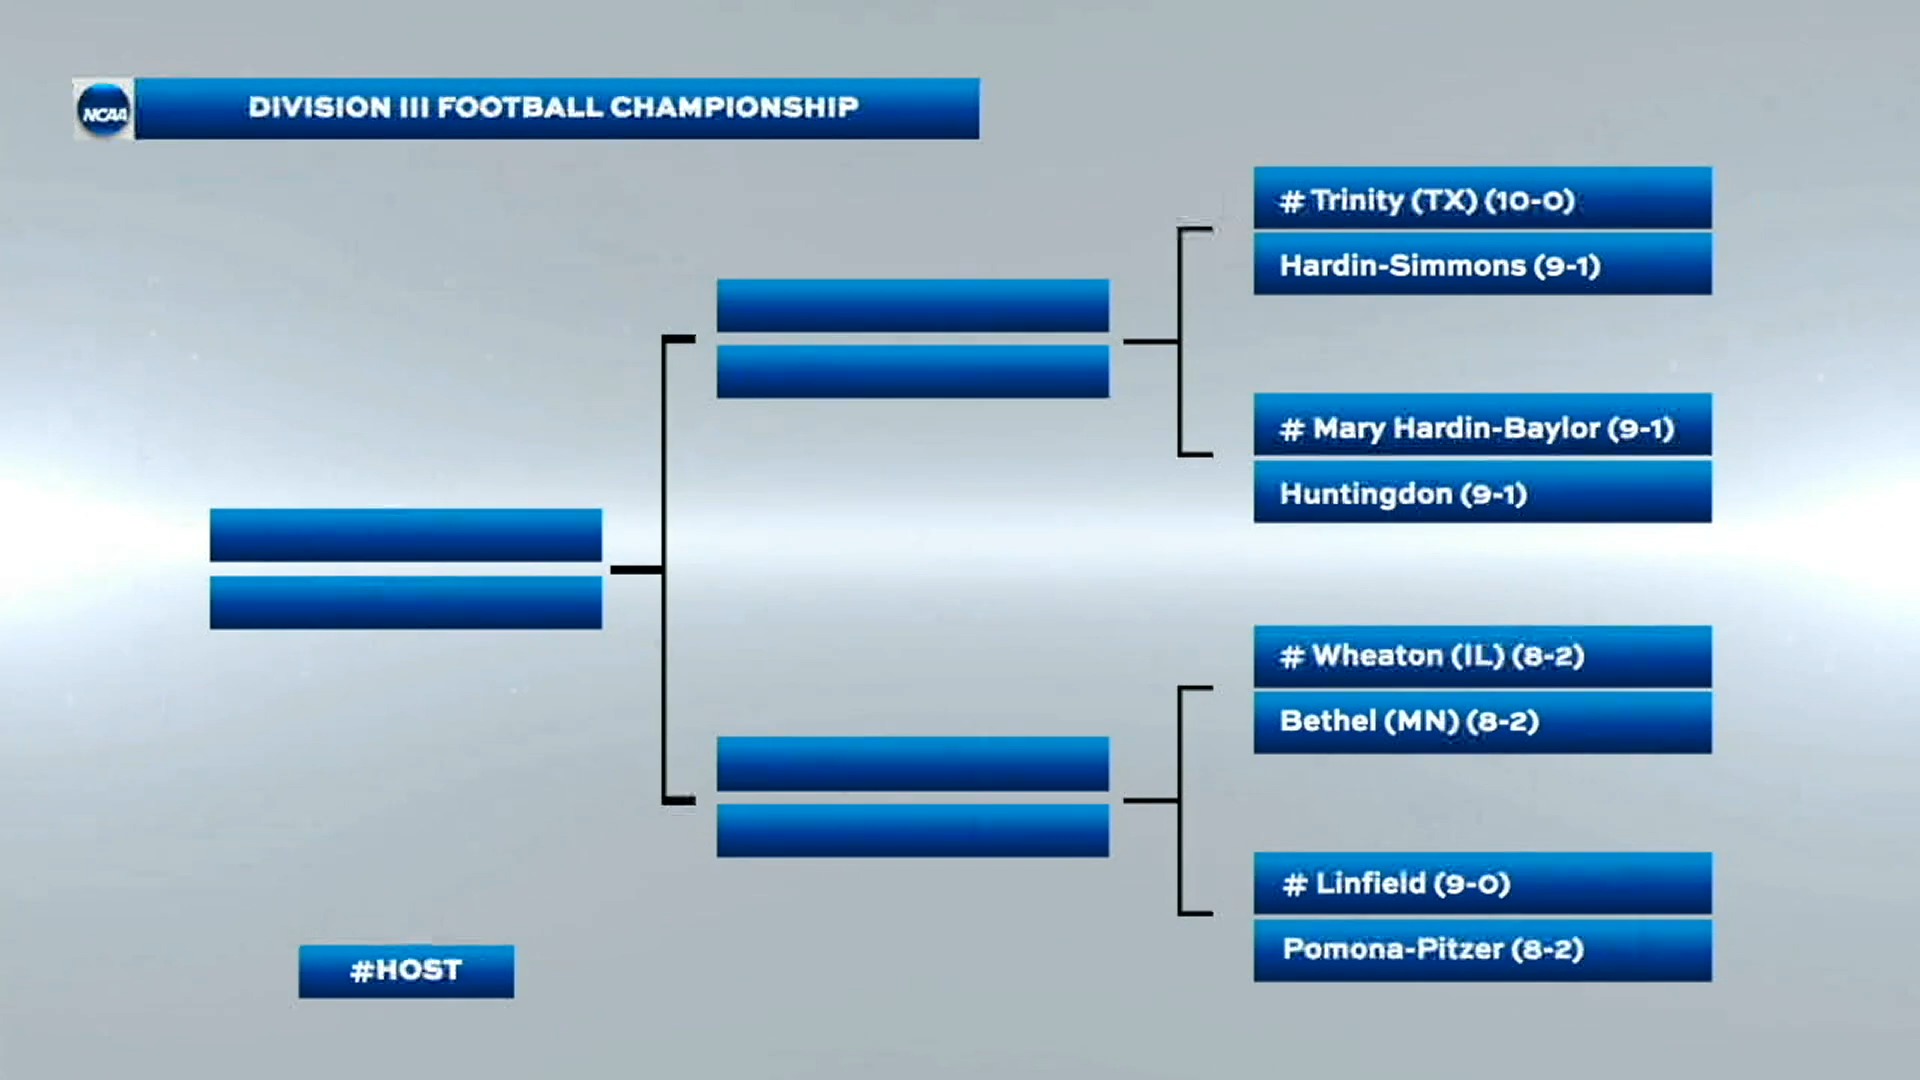 NCAA
DIVISION III FOOTBALL CHAMPIONSHIP
# Trinity (TX) (10-0)
Hardin-Simmons (9-1)
# Mary Hardin-Baylor (9-1)
Huntingdon (9-1)
# Wheaton (IL) (8-2)
Bethel (MN) (8-2)
# Linfield (9-0)
Pomona-Pitzer (8-2)
#HOST